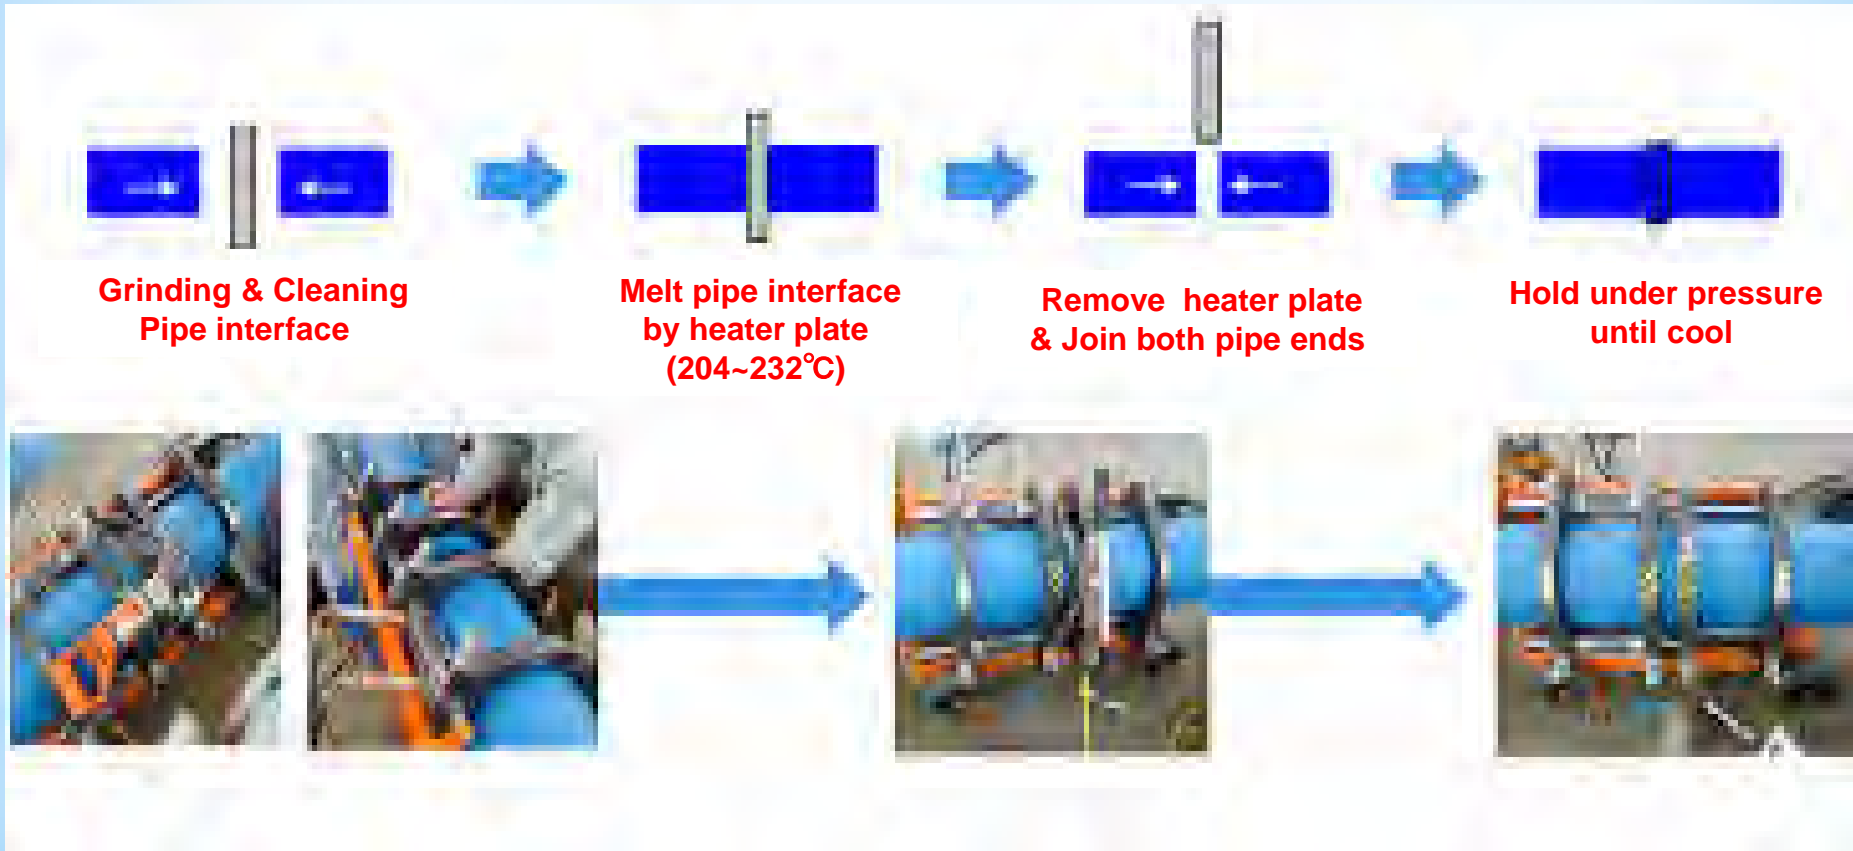 Grinding & Cleaning
Pipe interface
Melt pipe interface
by heater plate
(204~232℃)
Remove  heater plate
& Join both pipe ends
Hold under pressure
until cool